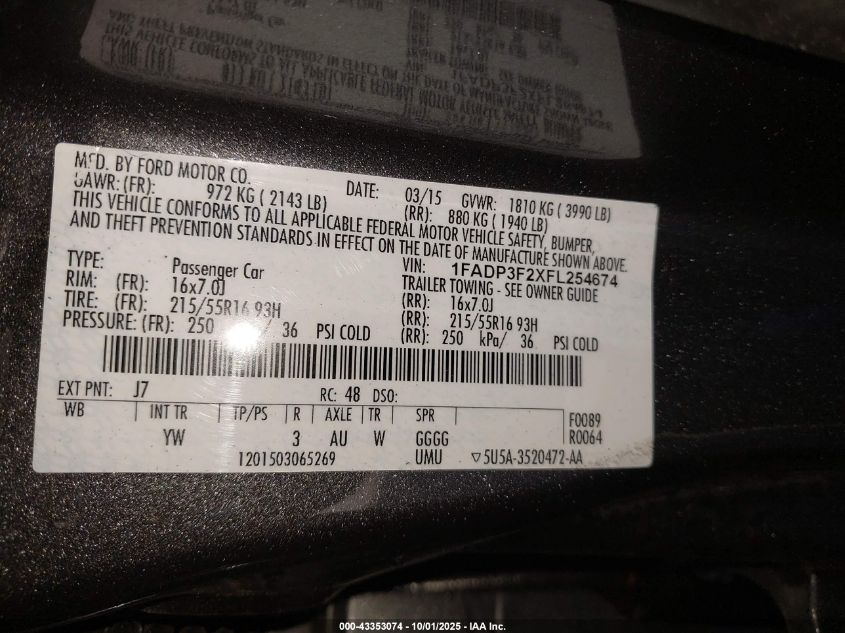 MFD. BY FORD MOTOR CO.
DATE: 03/15 GVWR: 1810 KG ( 3990 LB)
GAWR: (FR): 972 KG ( 2143 LB) (RR): 880 KG ( 1940 LB)
THIS VEHICLE CONFORMS TO ALL APPLICABLE FEDERAL MOTOR VEHICLE SAFETY, BUMPER,
AND THEFT PREVENTION STANDARDS IN EFFECT ON THE DATE OF MANUFACTURE SHOWN ABOVE.
VIN: 1FADP3F2XFL254674
TYPE: Passenger Car TRAILER TOWING - SEE OWNER GUIDE
RIM: (FR): 16x7.0J (RR): 16x7.0J
TIRE: (FR): 215/55R16 93H (RR): 215/55R16 93H
PRESSURE: (FR): 250 / 36 PSI COLD (RR): 250 kPa/ 36 PSI COLD
EXT PNT: J7 RC: 48 DSO:
WB INT TR TP/PS R AXLE TR SPR F0089
YW 3 AU W GGGG R0064
1201503065269 UMU ▽5U5A-3520472-AA
000-43353074 - 10/01/2025 - IAA Inc.